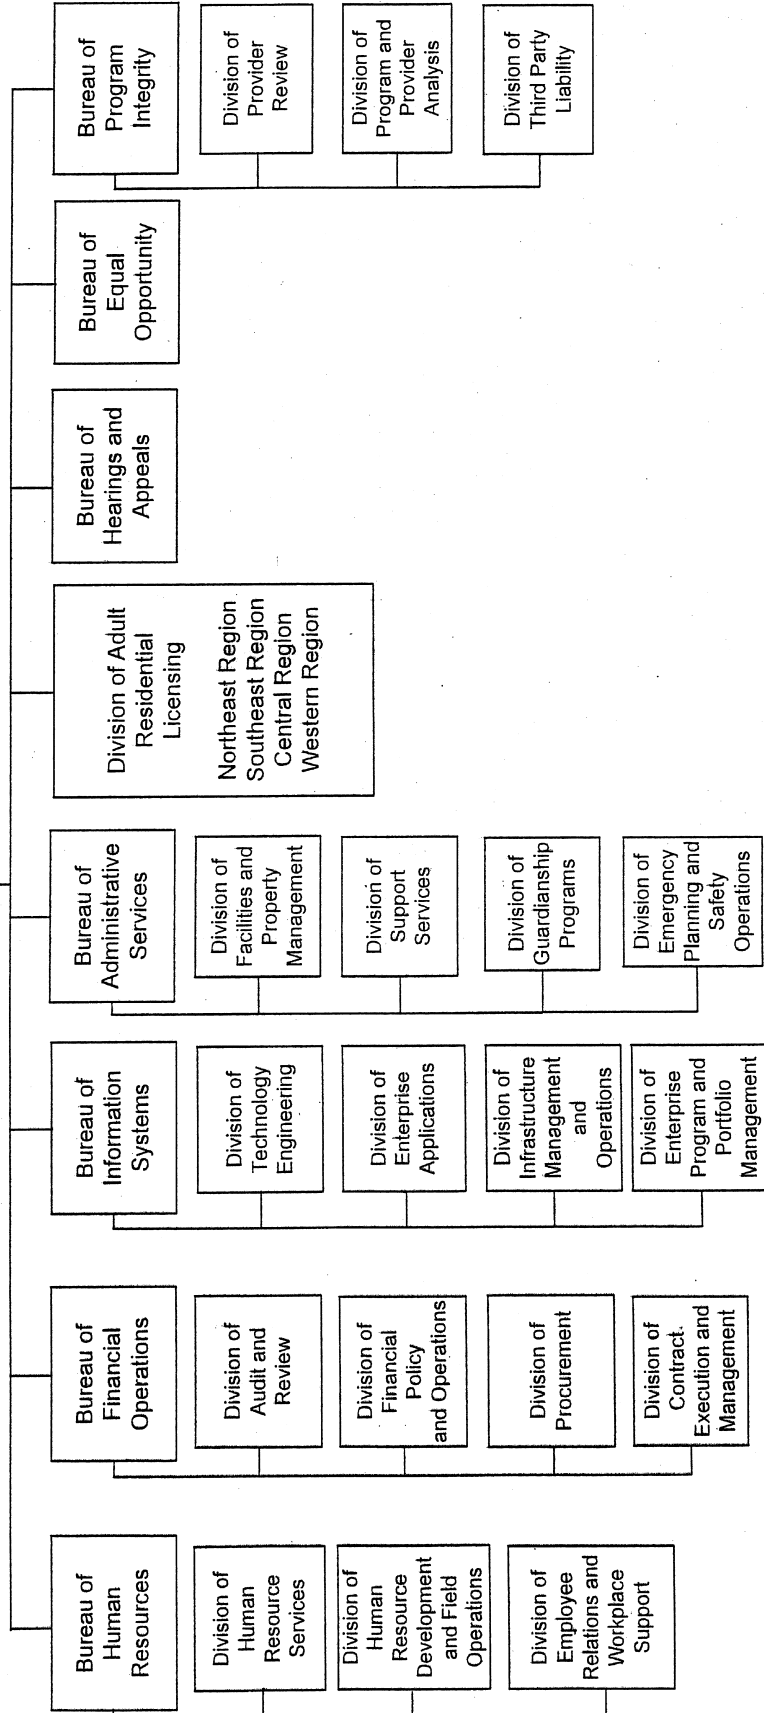 Bureau of
Human
Resources
Division of
Human
Resource
Services
Division of
Human
Resource
Development
and Field
Operations
Division of
Employee
Relations and
Workplace
Support
Bureau of
Financial
Operations
Division of
Audit and
Review
Division of
Financial
Policy
and Operations
Division of
Procurement
Division of
Contract.
Execution and
Management
Bureau of
Information
Systems
Division of
Technology
Engineering
Division of
Enterprise
Applications
Division of
Infrastructure
Management
and
Operations
Division of
Enterprise
Program and
Portfolio
Management
Bureau of
Administrative
Services
Division of
Facilities and
Property
Management
Division of
Support
Services
Division of
Guardianship
Programs
Division of
Emergency
Planning and
Safety
Operations
Division of Adult
Residential
Licensing
Northeast Region
Southeast Region
Central Region
Western Region
Bureau of
Hearings and
Appeals
Bureau of
Equal
Opportunity
Bureau of
Program
Integrity
Division of
Provider
Review
Division of
Program and
Provider
Analysis
Division of
Third Party
Liability